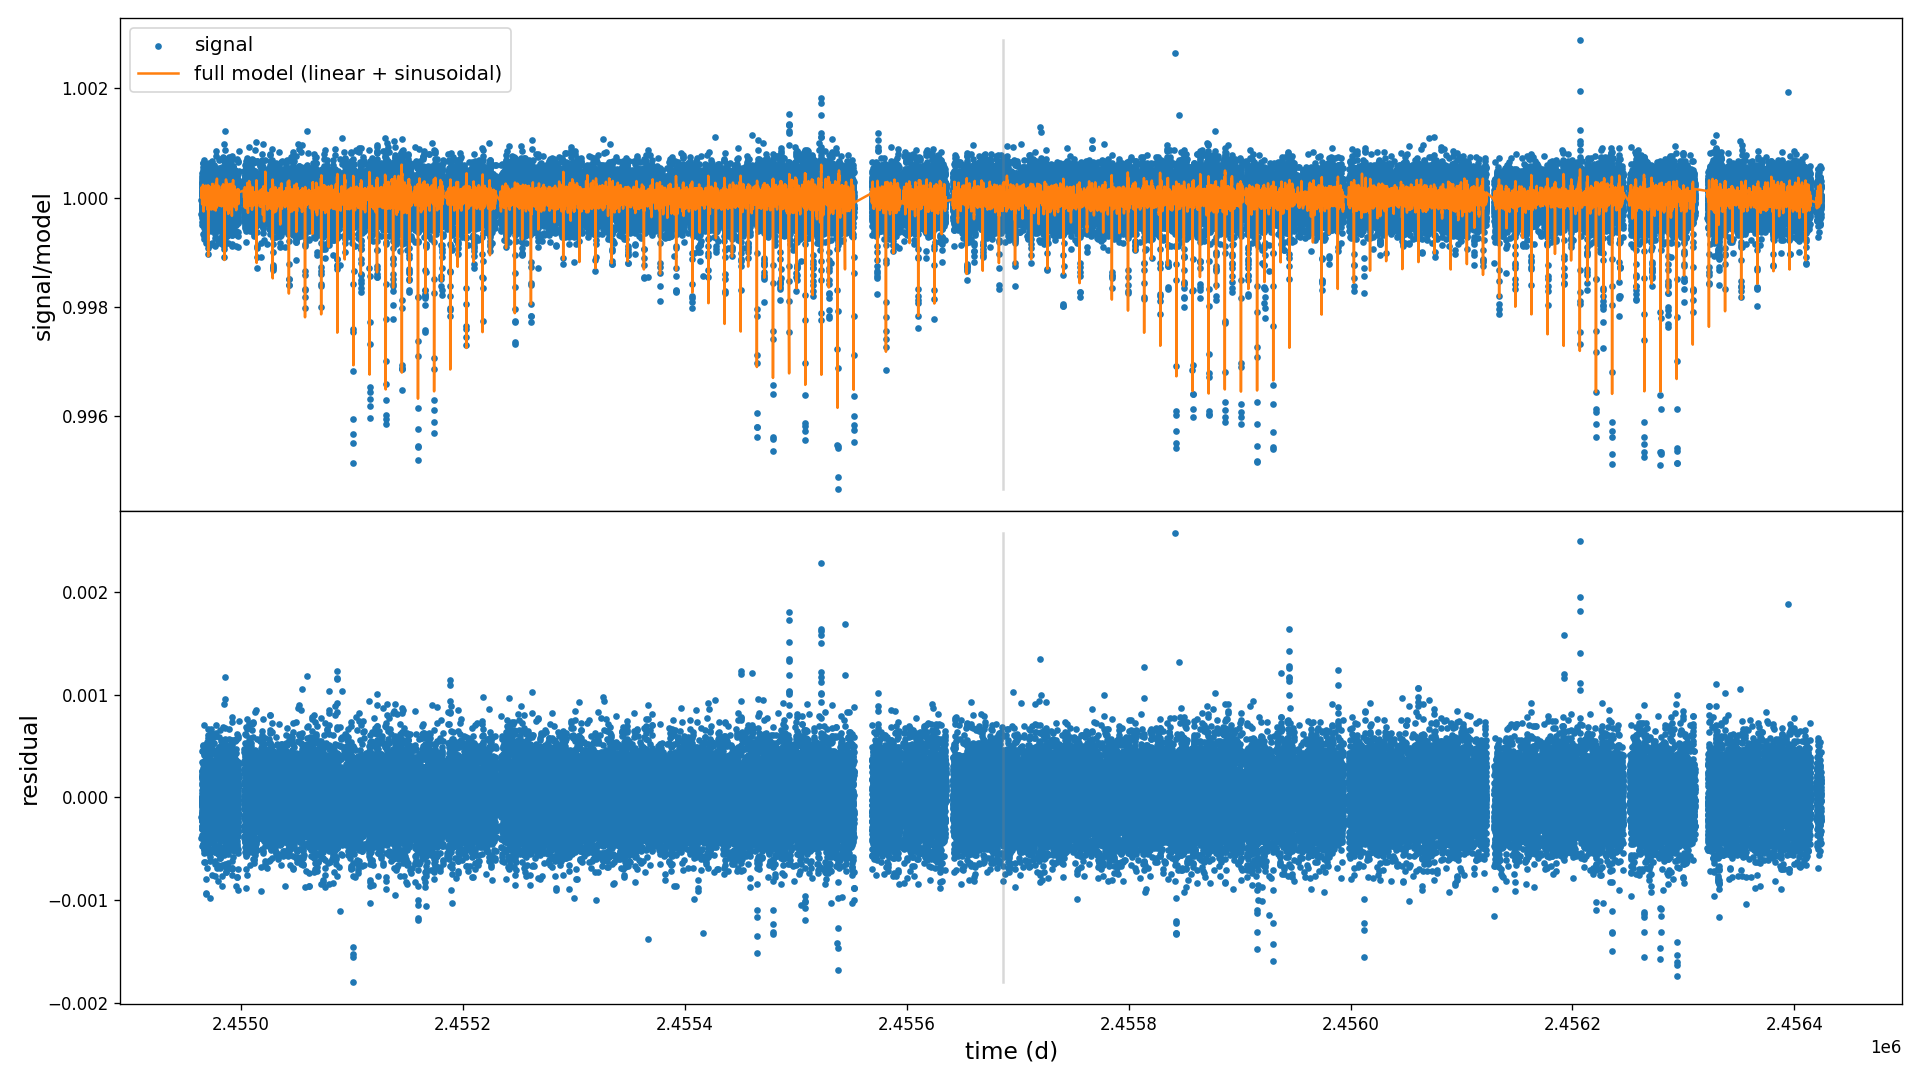 signal
full model (linear + sinusoidal)
1.002
1.000
0.998
0.996
signal/model
0.002
0.001
0.000
−0.001
−0.002
residual
2.4550
2.4552
2.4554
2.4556
2.4558
2.4560
2.4562
2.4564
1e6
time (d)